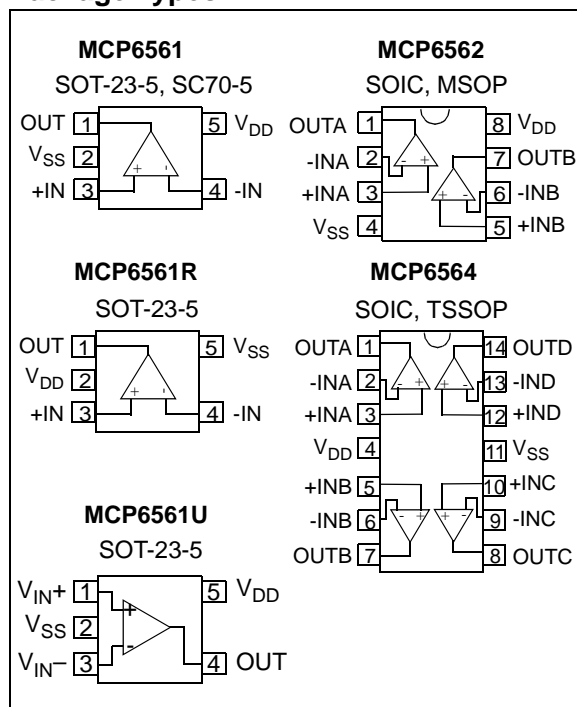 MCP6561
SOT-23-5, SC70-5
OUT 1 5 VDD
VSS 2
+IN 3 + - 4 -IN
MCP6562
SOIC, MSOP
OUTA 1 8 VDD
-INA 2 - + 7 OUTB
+INA 3 + - 6 -INB
VSS 4 5 +INB
MCP6561R
SOT-23-5
OUT 1 5 VSS
VDD 2
+IN 3 + - 4 -IN
MCP6564
SOIC, TSSOP
OUTA 1 14 OUTD
-INA 2 - + + - 13 -IND
+INA 3 12 +IND
VDD 4 11 VSS
+INB 5 10 +INC
-INB 6 - + + - 9 -INC
OUTB 7 8 OUTC
MCP6561U
SOT-23-5
VIN+ 1 + 5 VDD
VSS 2
VIN– 3 - 4 OUT